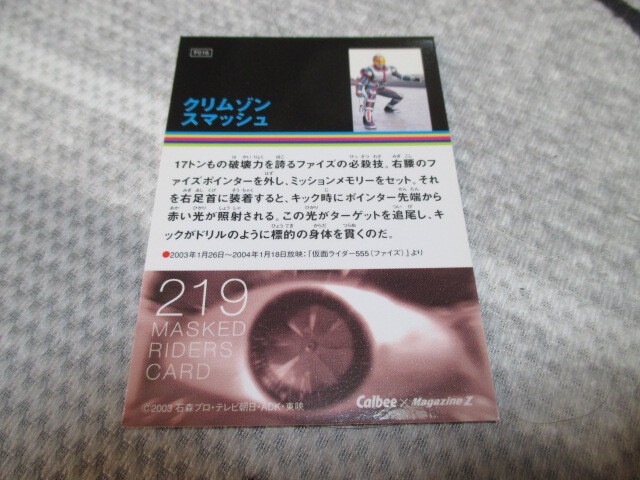 クリムゾン
スマッシュ
17トンもの破壊力を誇るファイズの必殺技。右腰のフ
ァイズポインターを外し、ミッションメモリーをセット。それ
を右足首に装着すると、キック時にポインター先端から
赤い光が照射される。この光がターゲットを追尾し、キ
ックがドリルのように標的の身体を貫くのだ。
●2003年1月26日～2004年1月18日放映:「仮面ライダー555(ファイズ)」より
219
MASKED
RIDERS
CARD
©2003 石森プロ・テレビ朝日・ADK・東映
Calbee × Magazine Z